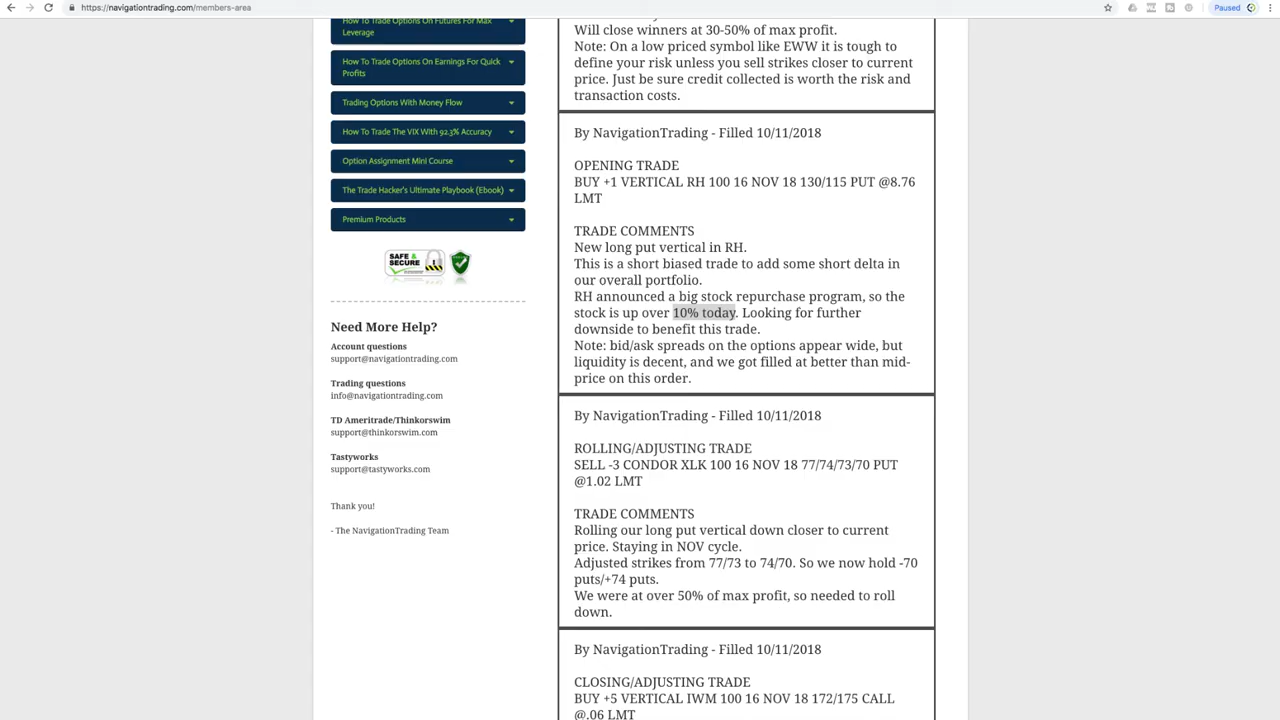 https://navigationtrading.com/members-area
Paused
How To Trade Options On Futures For Max
Leverage
How To Trade Options On Earnings For Quick
Profits
Trading Options With Money Flow
How To Trade The VIX With 92.3% Accuracy
Option Assignment Mini Course
The Trade Hacker's Ultimate Playbook (Ebook)
Premium Products
SAFE &
SECURE
Need More Help?
Account questions
support@navigationtrading.com
Trading questions
info@navigationtrading.com
TD Ameritrade/Thinkorswim
support@thinkorswim.com
Tastyworks
support@tastyworks.com
Thank you!
- The NavigationTrading Team
Will close winners at 30-50% of max profit.
Note: On a low priced symbol like EWW it is tough to
define your risk unless you sell strikes closer to current
price. Just be sure credit collected is worth the risk and
transaction costs.
By NavigationTrading - Filled 10/11/2018
OPENING TRADE
BUY +1 VERTICAL RH 100 16 NOV 18 130/115 PUT @8.76
LMT
TRADE COMMENTS
New long put vertical in RH.
This is a short biased trade to add some short delta in
our overall portfolio.
RH announced a big stock repurchase program, so the
stock is up over 10% today. Looking for further
downside to benefit this trade.
Note: bid/ask spreads on the options appear wide, but
liquidity is decent, and we got filled at better than mid-
price on this order.
By NavigationTrading - Filled 10/11/2018
ROLLING/ADJUSTING TRADE
SELL -3 CONDOR XLK 100 16 NOV 18 77/74/73/70 PUT
@1.02 LMT
TRADE COMMENTS
Rolling our long put vertical down closer to current
price. Staying in NOV cycle.
Adjusted strikes from 77/73 to 74/70. So we now hold -70
puts/+74 puts.
We were at over 50% of max profit, so needed to roll
down.
By NavigationTrading - Filled 10/11/2018
CLOSING/ADJUSTING TRADE
BUY +5 VERTICAL IWM 100 16 NOV 18 172/175 CALL
@.06 LMT